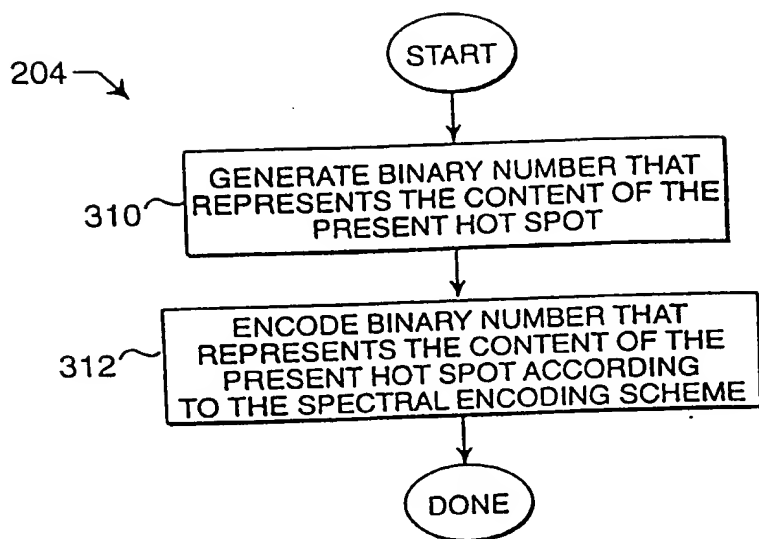 START
204
GENERATE BINARY NUMBER THAT
REPRESENTS THE CONTENT OF THE
PRESENT HOT SPOT.
310
ENCODE BINARY NUMBER THAT
REPRESENTS THE CONTENT OF THE
PRESENT HOT SPOT ACCORDING
TO THE SPECTRAL ENCODING SCHEME
312
DONE